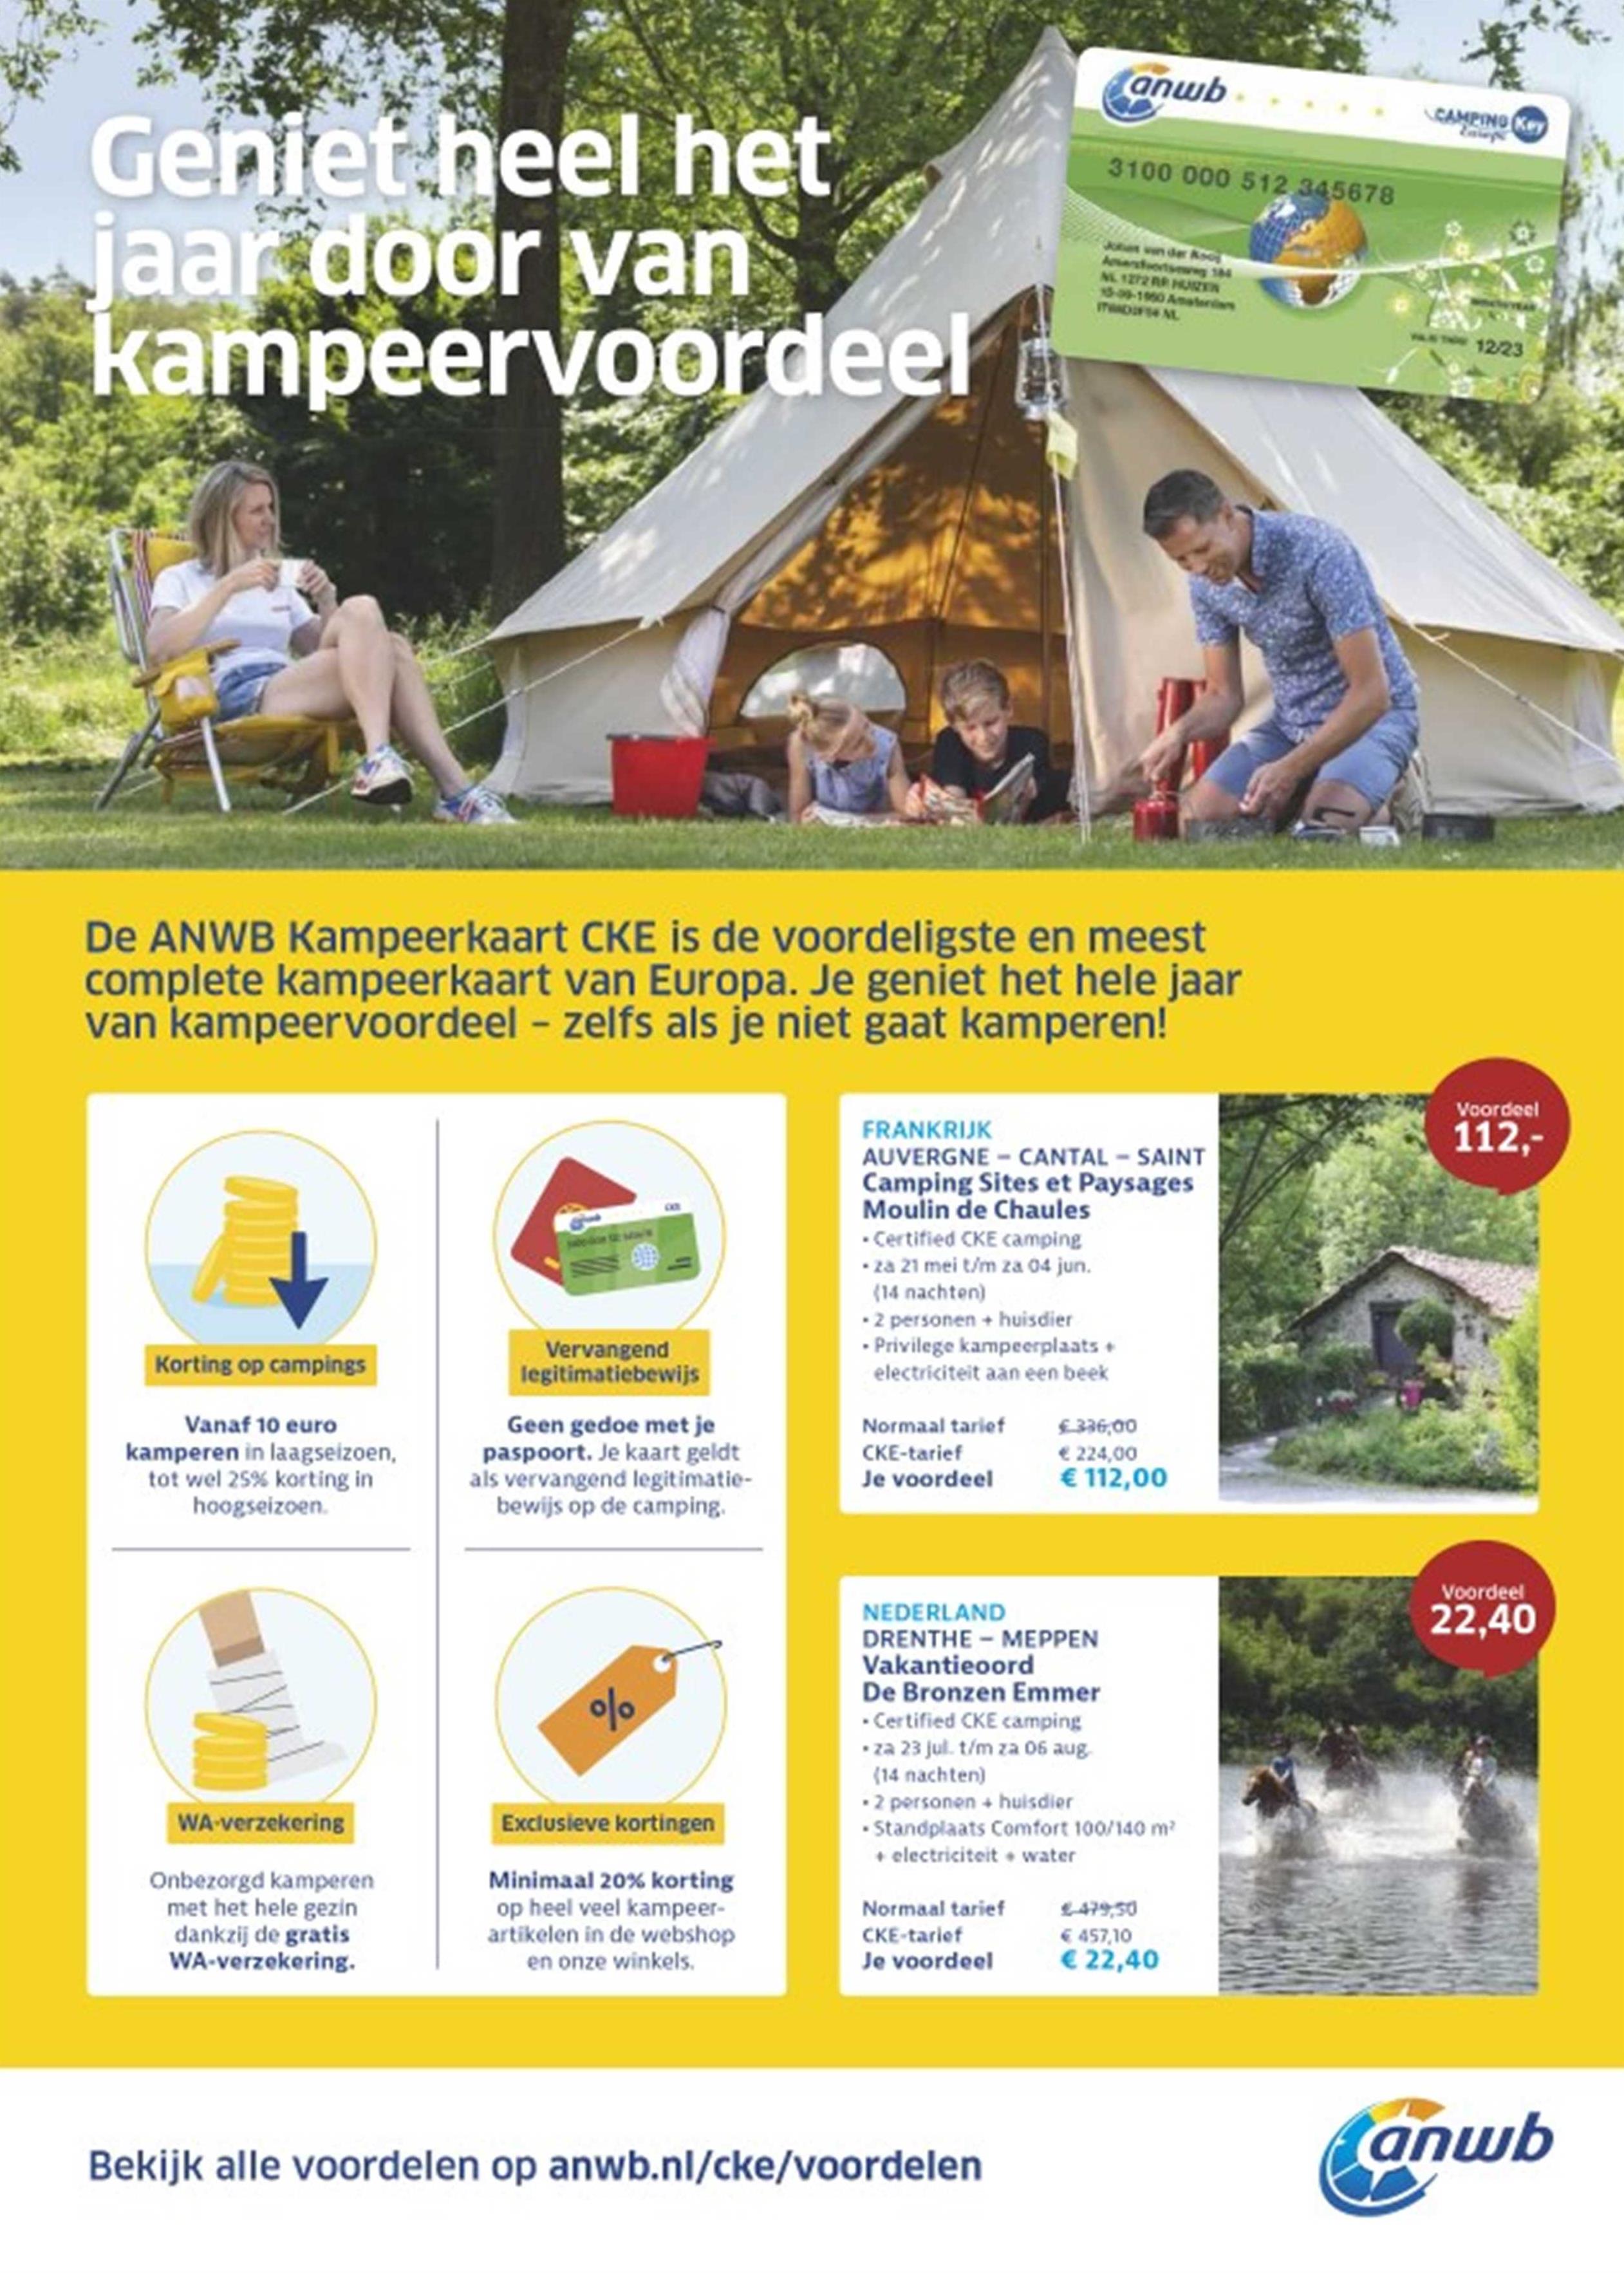 Geniet heel het
jaar door van
kampeervoordeel
anwb
CAMPING Key
Europe
3100 000 512 345678
12/23
De ANWB Kampeerkaart CKE is de voordeligste en meest
complete kampeerkaart van Europa. Je geniet het hele jaar
van kampeervoordeel – zelfs als je niet gaat kamperen!
Korting op campings
Vanaf 10 euro
kamperen in laagseizoen,
tot wel 25% korting in
hoogseizoen.
Vervangend
legitimatiebewijs
Geen gedoe met je
paspoort. Je kaart geldt
als vervangend legitimatie-
bewijs op de camping.
WA-verzekering
Onbezorgd kamperen
met het hele gezin
dankzij de gratis
WA-verzekering.
%
Exclusieve kortingen
Minimaal 20% korting
op heel veel kampeer-
artikelen in de webshop
en onze winkels.
Voordeel
112,-
FRANKRIJK
AUVERGNE – CANTAL – SAINT
Camping Sites et Paysages
Moulin de Chaules
• Certified CKE camping
• za 21 mei t/m za 04 jun.
(14 nachten)
• 2 personen + huisdier
• Privilege kampeerplaats +
electriciteit aan een beek
Normaal tarief € 336,00
CKE-tarief € 224,00
Je voordeel € 112,00
Voordeel
22,40
NEDERLAND
DRENTHE – MEPPEN
Vakantieoord
De Bronzen Emmer
• Certified CKE camping
• za 23 jul. t/m za 06 aug.
(14 nachten)
• 2 personen + huisdier
• Standplaats Comfort 100/140 m²
+ electriciteit + water
Normaal tarief € 479,50
CKE-tarief € 457,10
Je voordeel € 22,40
Bekijk alle voordelen op anwb.nl/cke/voordelen
anwb